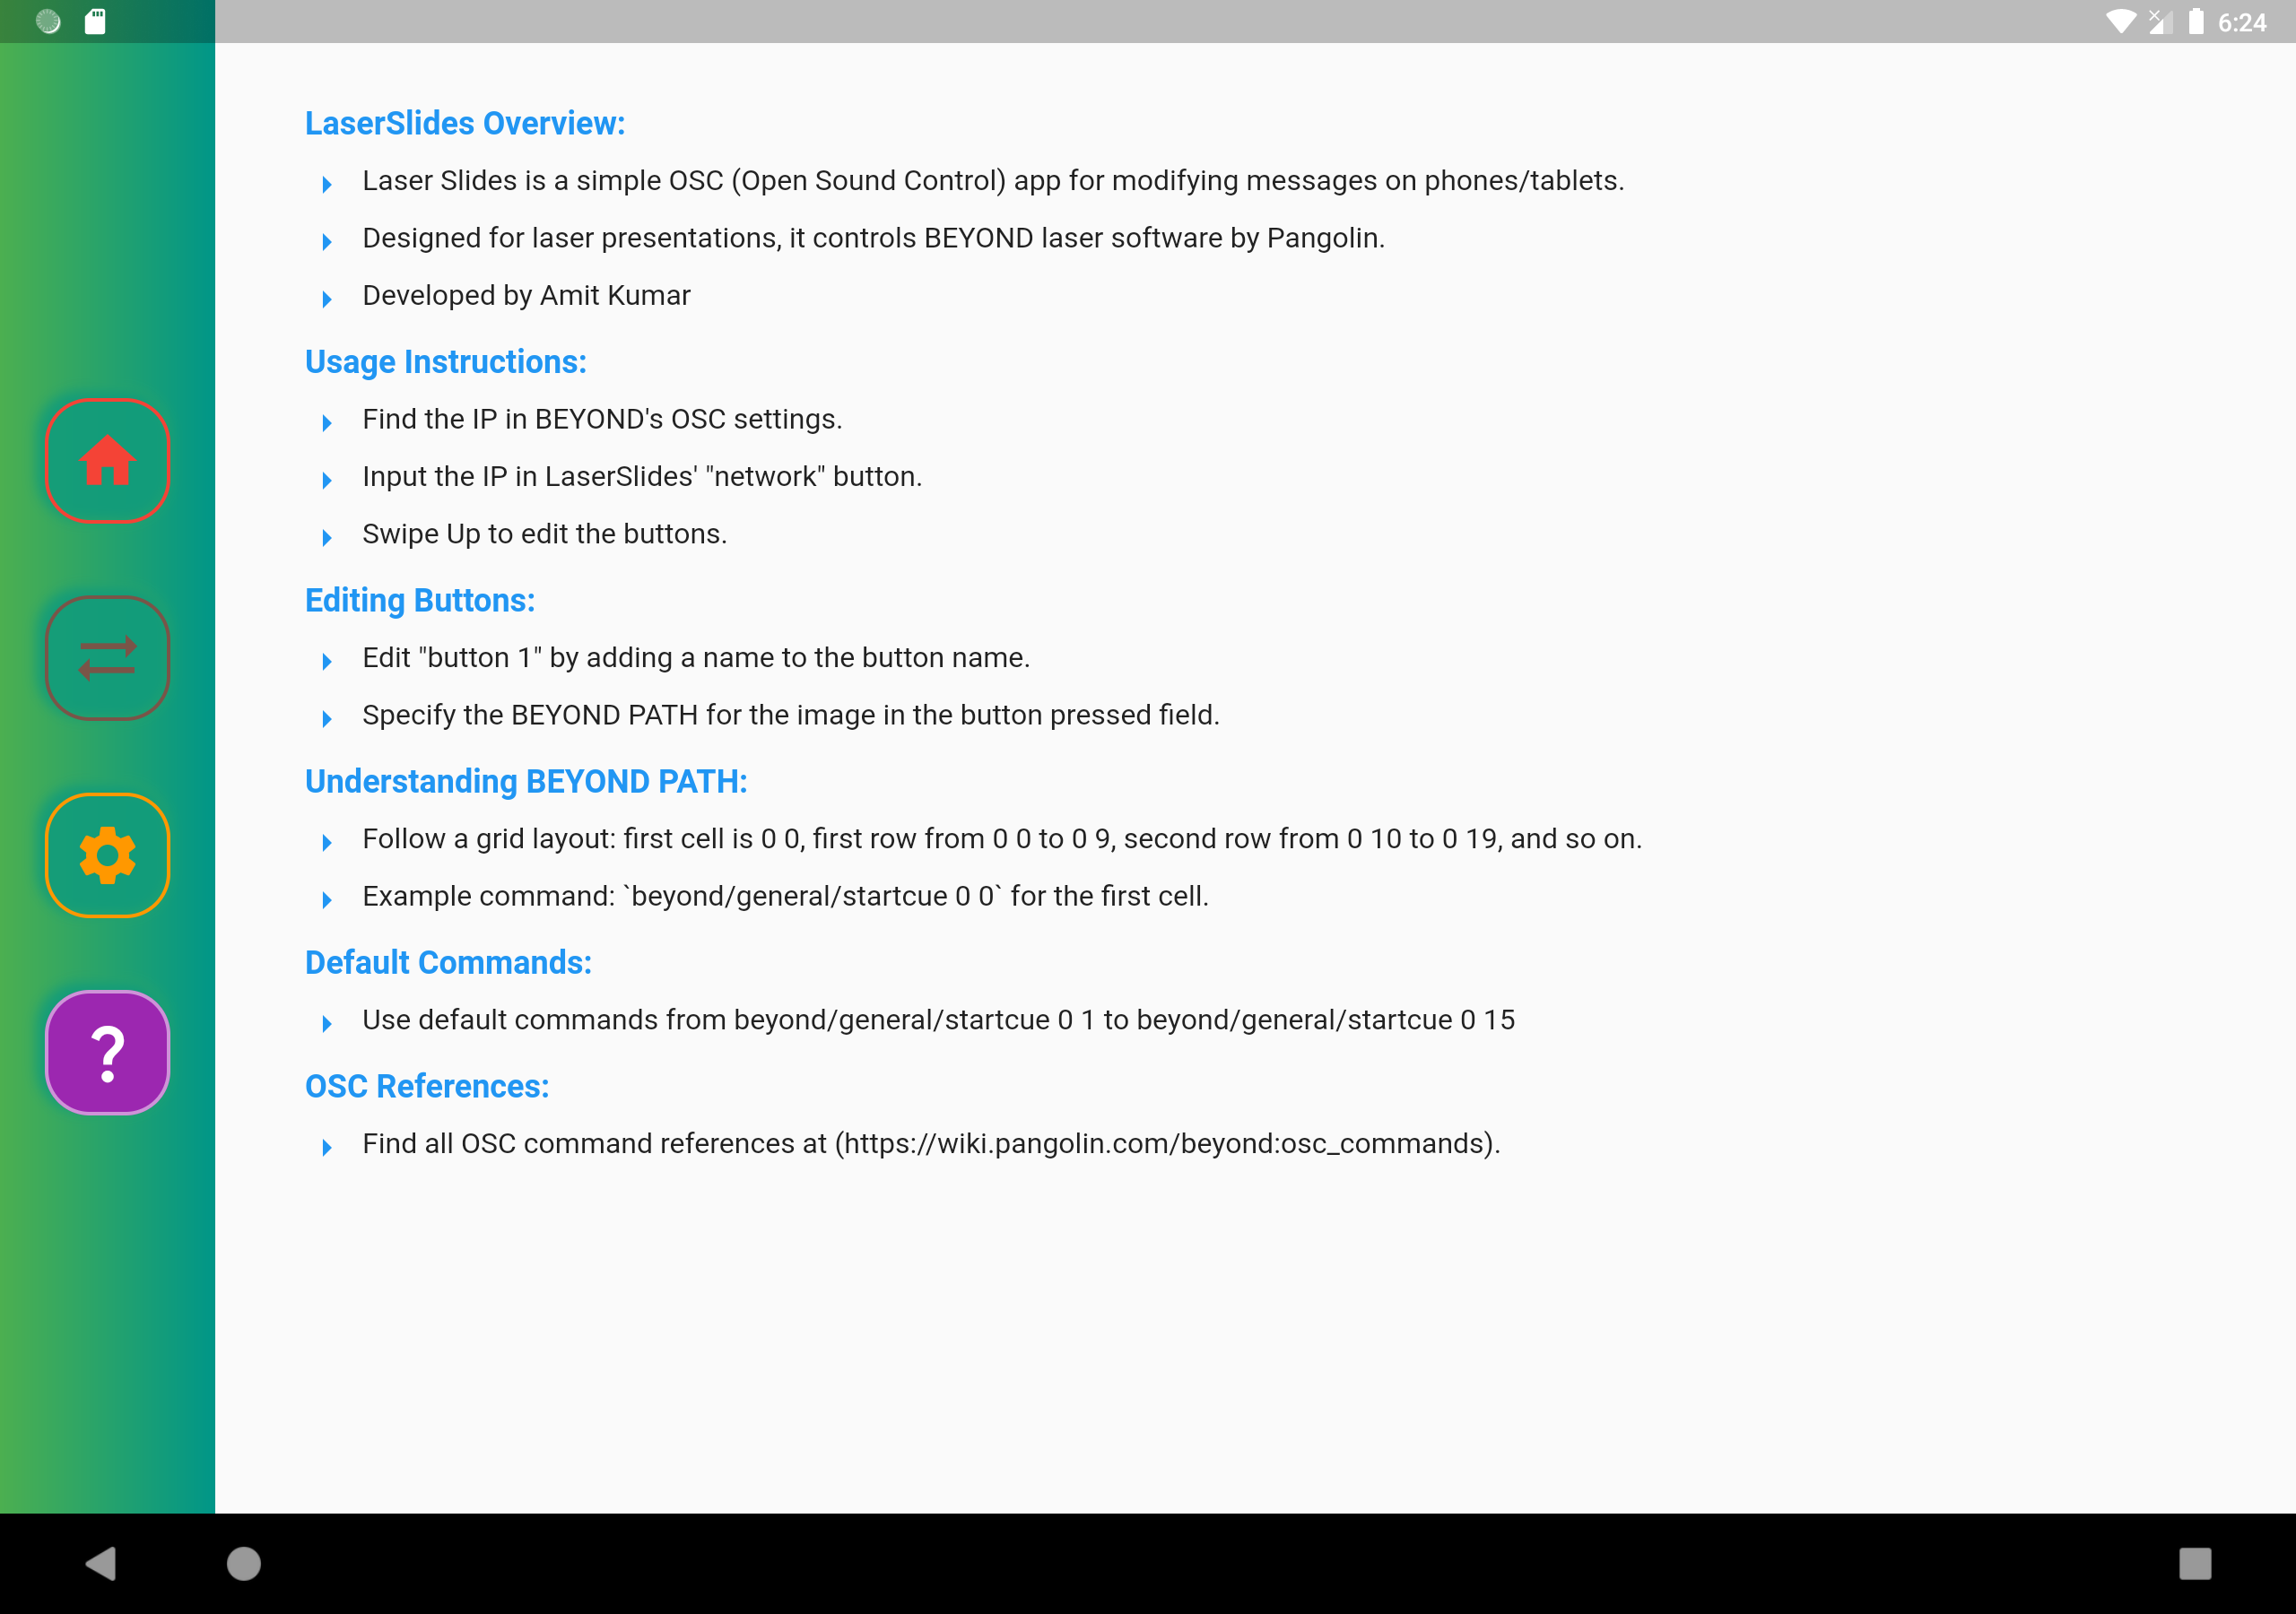 6:24
LaserSlides Overview:
Laser Slides is a simple OSC (Open Sound Control) app for modifying messages on phones/tablets.
Designed for laser presentations, it controls BEYOND laser software by Pangolin.
Developed by Amit Kumar
Usage Instructions:
Find the IP in BEYOND's OSC settings.
Input the IP in LaserSlides' "network" button.
Swipe Up to edit the buttons.
Editing Buttons:
Edit "button 1" by adding a name to the button name.
Specify the BEYOND PATH for the image in the button pressed field.
Understanding BEYOND PATH:
Follow a grid layout: first cell is 0 0, first row from 0 0 to 0 9, second row from 0 10 to 0 19, and so on.
Example command: `beyond/general/startcue 0 0` for the first cell.
Default Commands:
Use default commands from beyond/general/startcue 0 1 to beyond/general/startcue 0 15
OSC References:
Find all OSC command references at (https://wiki.pangolin.com/beyond:osc_commands).
?